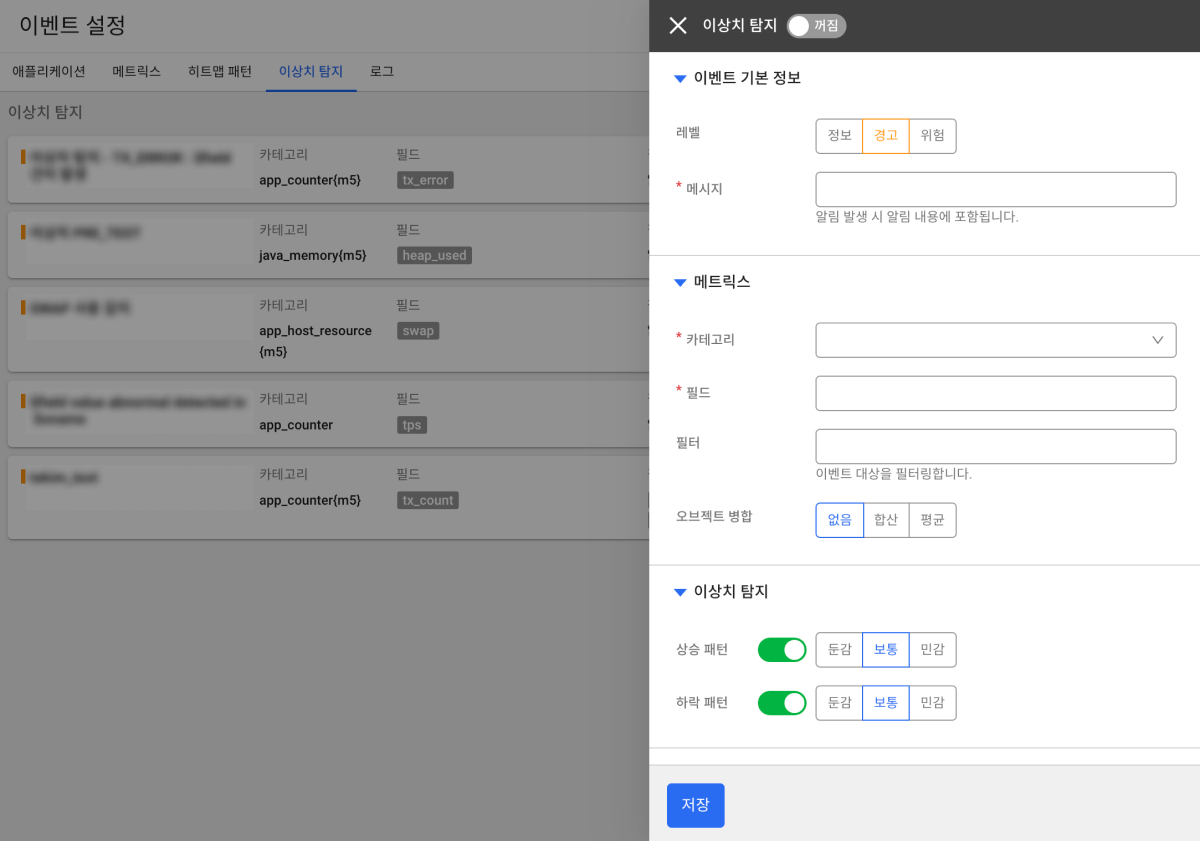 이벤트 설정
애플리케이션 메트릭스 히트맵 패턴 이상치 탐지 로그
이상치 탐지
카테고리 필드
app_counter{m5} tx_error
카테고리 필드
java_memory{m5} heap_used
카테고리 필드
app_host_resource swap
{m5}
카테고리 필드
app_counter tps
카테고리 필드
app_counter{m5} tx_count
이상치 탐지 꺼짐
이벤트 기본 정보
레벨 정보 경고 위험
* 메시지
알림 발생 시 알림 내용에 포함됩니다.
메트릭스
* 카테고리
* 필드
필터
이벤트 대상을 필터링합니다.
오브젝트 병합 없음 합산 평균
이상치 탐지
상승 패턴 둔감 보통 민감
하락 패턴 둔감 보통 민감
저장